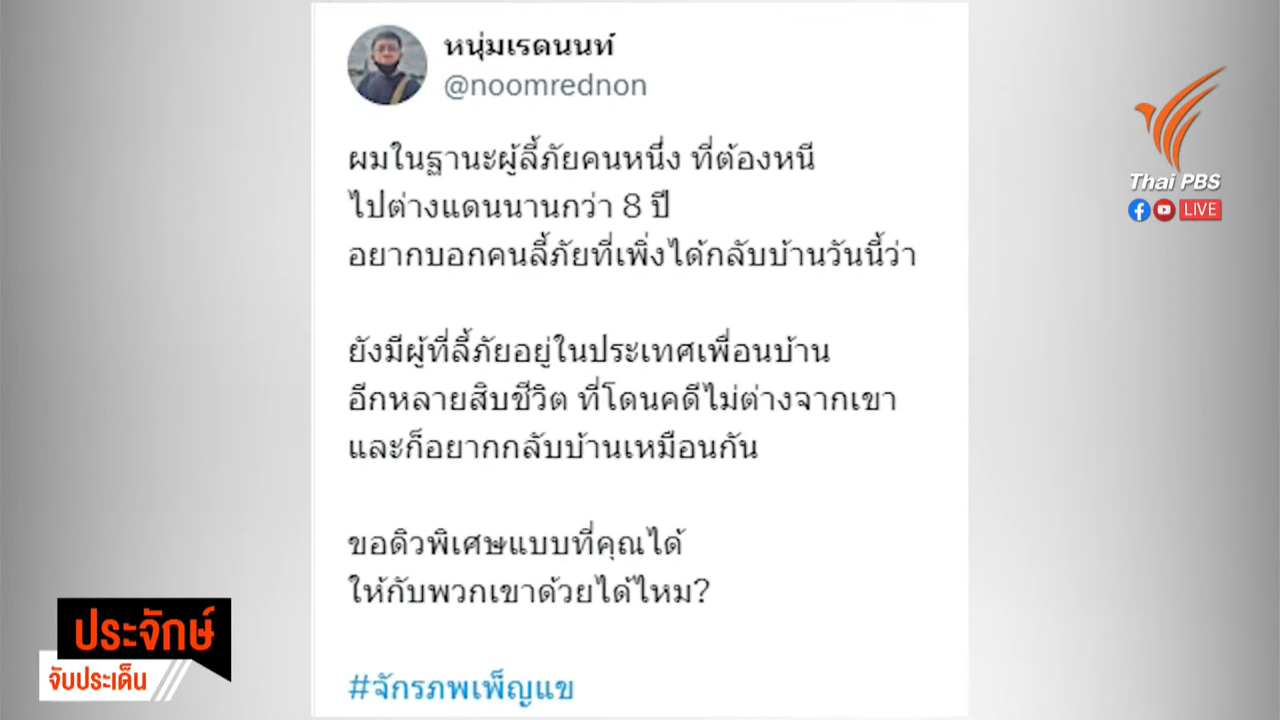 หนุ่มเรดนนท์
@noomrednon
ผมในฐานะผู้ลี้ภัยคนหนึ่ง ที่ต้องหนี
ไปต่างแดนนานกว่า 8 ปี
อยากบอกคนลี้ภัยที่เพิ่งได้กลับบ้านวันนี้ว่า
ยังมีผู้ที่ลี้ภัยอยู่ในประเทศเพื่อนบ้าน
อีกหลายสิบชีวิต ที่โดนคดีไม่ต่างจากเขา
และก็อยากกลับบ้านเหมือนกัน
ขอดิวพิเศษแบบที่คุณได้
ให้กับพวกเขาด้วยได้ไหม?
#จักรภพเพ็ญแข
Thai PBS
LIVE
ประจักษ์
จับประเด็น